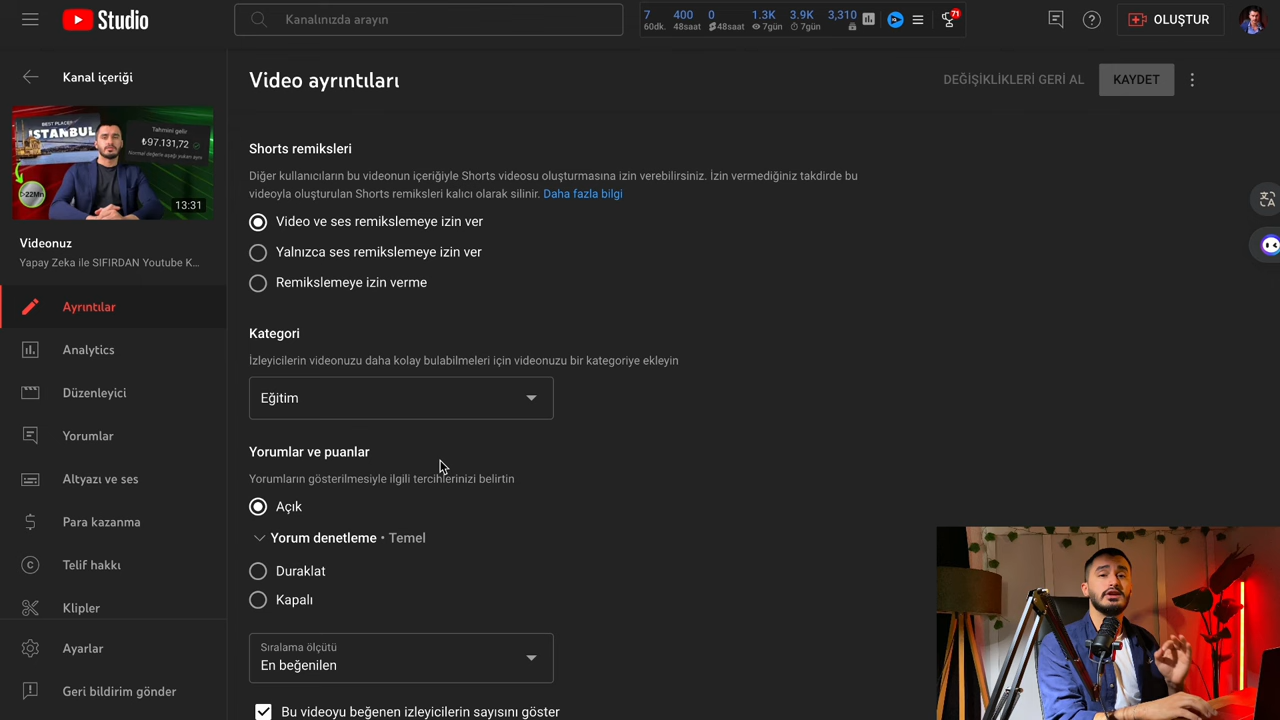 Studio
Kanalınızda arayın
7 400 0 1.3K 3.9K 3,310
60dk. 48saat 48saat 7gün 7gün
71
OLUŞTUR
Kanal içeriği
BEST PLACE?
ISTANBUL
Tahmini gelir
₺97.131,72
>22Mn
13:31
Videonuz
Yapay Zeka ile SIFIRDAN Youtube K...
Ayrıntılar
Analytics
Düzenleyici
Yorumlar
Altyazı ve ses
Para kazanma
Telif hakkı
Klipler
Ayarlar
Geri bildirim gönder
Video ayrıntıları
DEĞİŞİKLİKLERİ GERİ AL
KAYDET
Shorts remiksleri
Diğer kullanıcıların bu videonun içeriğiyle Shorts videosu oluşturmasına izin verebilirsiniz. İzin vermediğiniz takdirde bu
videoyla oluşturulan Shorts remiksleri kalıcı olarak silinir. Daha fazla bilgi
Video ve ses remikslemeye izin ver
Yalnızca ses remikslemeye izin ver
Remikslemeye izin verme
Kategori
İzleyicilerin videonuzu daha kolay bulabilmeleri için videonuzu bir kategoriye ekleyin
Eğitim
Yorumlar ve puanlar
Yorumların gösterilmesiyle ilgili tercihlerinizi belirtin
Açık
Yorum denetleme • Temel
Duraklat
Kapalı
Sıralama ölçütü
En beğenilen
Bu videoyu beğenen izleyicilerin sayısını göster